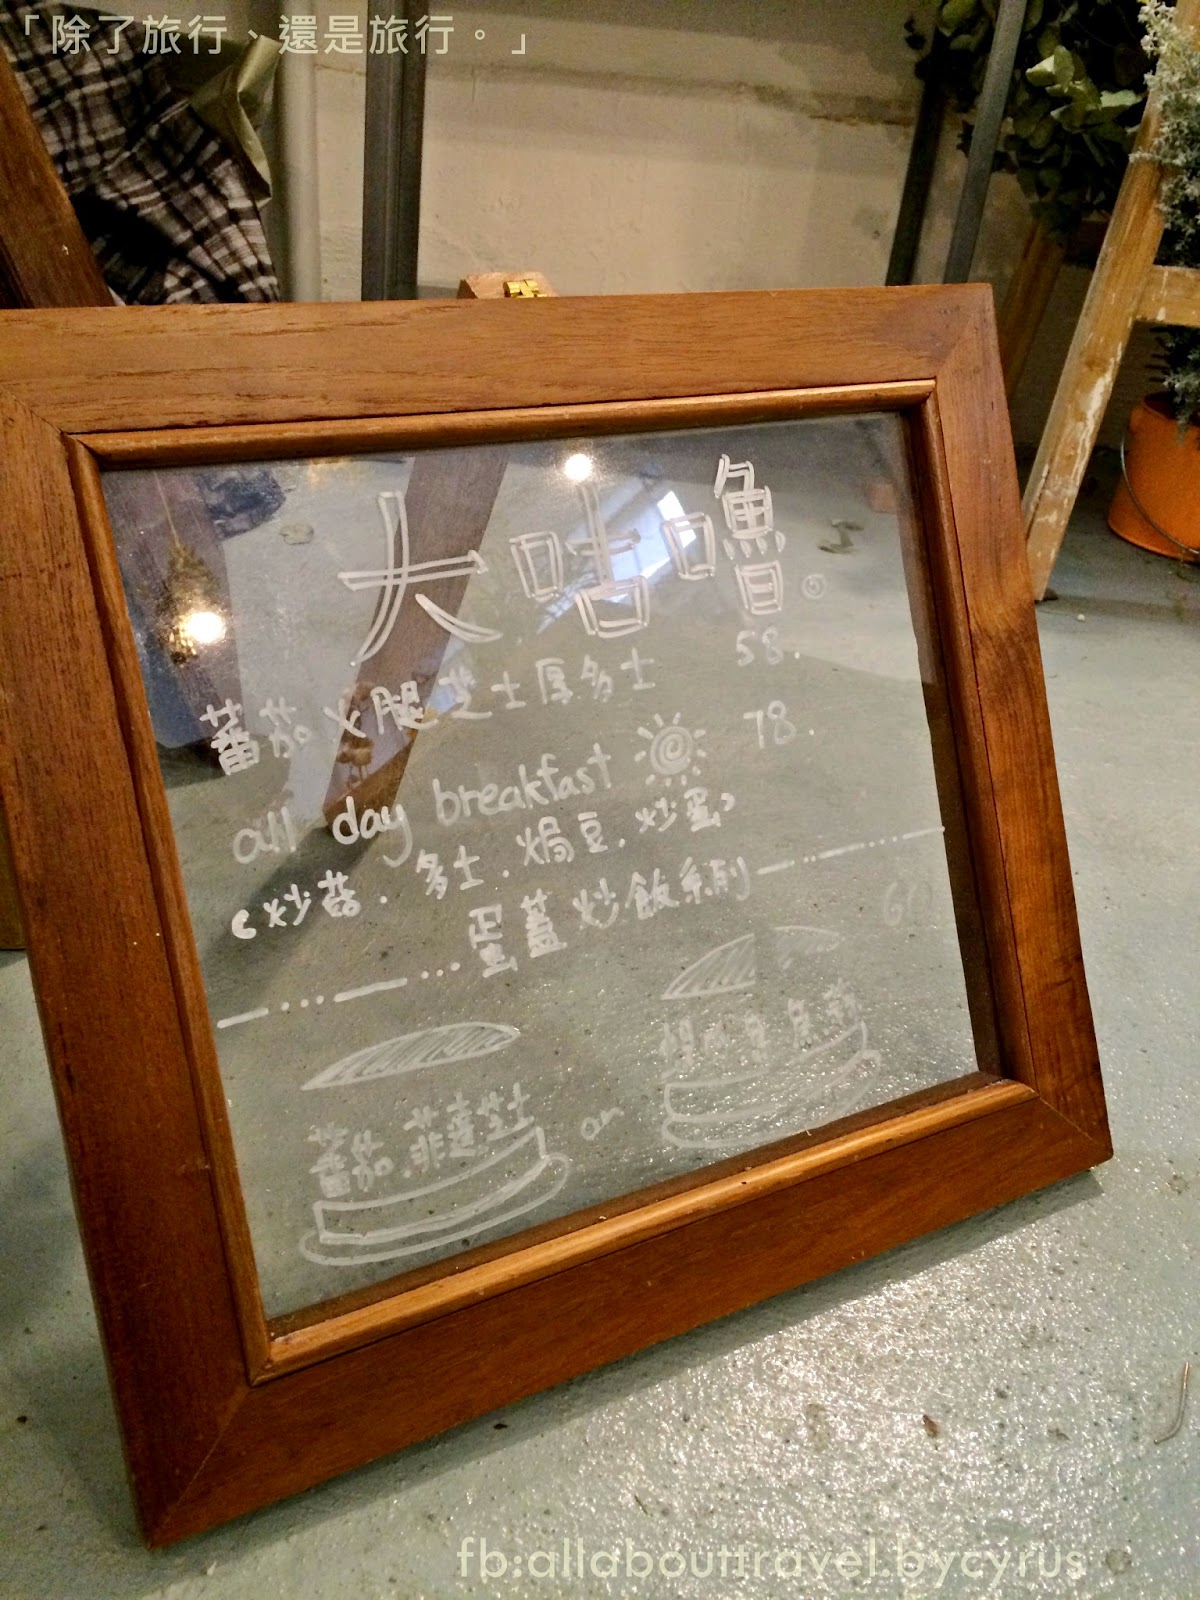 「除了旅行、還是旅行。」
大咕嚕。
蕃茄火腿芝士厚多士 58.
all day breakfast 78.
(炒菇．多士．焗豆．炒蛋)
蛋蓋炒飯系列
蕃茄．菲達芝士
or
fb:allabouttravel.bycyrus